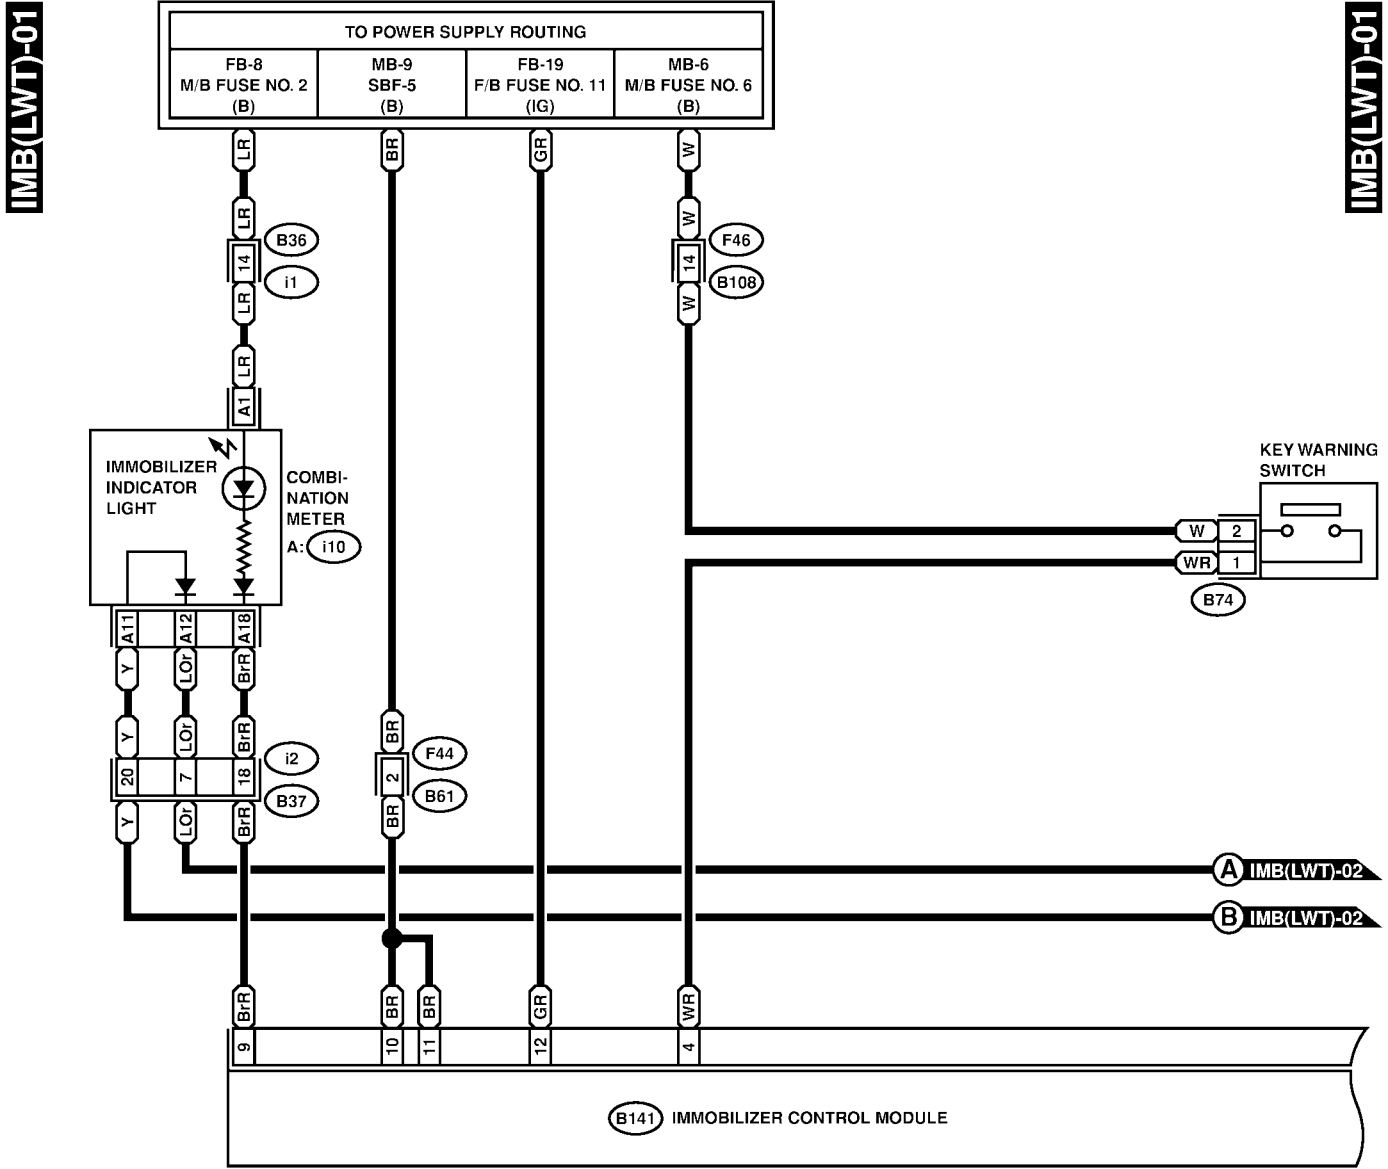 IMB(LWT)-01
IMB(LWT)-01
TO POWER SUPPLY ROUTING
FB-8
M/B FUSE NO. 2
(B)
MB-9
SBF-5
(B)
FB-19
F/B FUSE NO. 11
(IG)
MB-6
M/B FUSE NO. 6
(B)
LR
BR
GR
W
LR
W
14
B36
i1
14
F46
B108
LR
W
LR
A1
IMMOBILIZER
INDICATOR
LIGHT
COMBI-
NATION
METER
A: i10
KEY WARNING
SWITCH
W 2
WR 1
B74
A11
A12
A18
Y
LOr
BrR
Y
LOr
BrR
BR
20
7
18
i2
B37
2
F44
B61
Y
LOr
BrR
BR
A IMB(LWT)-02
B IMB(LWT)-02
BrR
BR
BR
GR
WR
9
10
11
12
4
B141 IMMOBILIZER CONTROL MODULE